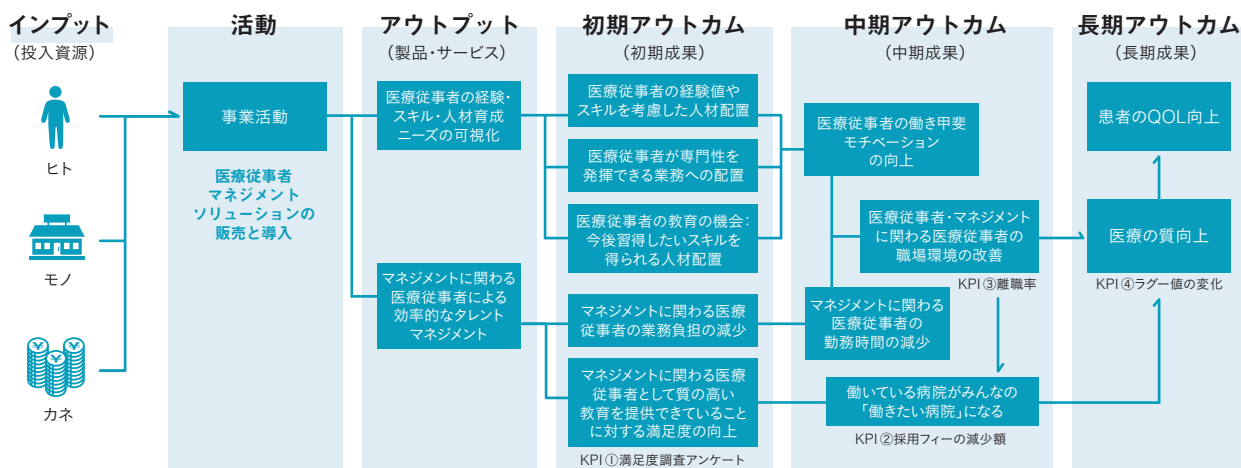 インプット
(投入資源)
ヒト
モノ
カネ
活動
事業活動
医療従事者
マネジメント
ソリューションの
販売と導入
アウトプット
(製品・サービス)
医療従事者の経験・
スキル・人材育成
ニーズの可視化
マネジメントに関わる
医療従事者による
効率的なタレント
マネジメント
初期アウトカム
(初期成果)
医療従事者の経験値や
スキルを考慮した人材配置
医療従事者が専門性を
発揮できる業務への配置
医療従事者の教育の機会:
今後習得したいスキルを
得られる人材配置
マネジメントに関わる医療
従事者の業務負担の減少
マネジメントに関わる医療
従事者として質の高い
教育を提供できていること
に対する満足度の向上
KPI①満足度調査アンケート
中期アウトカム
(中期成果)
医療従事者の働き甲斐
モチベーション
の向上
医療従事者・マネジメント
に関わる医療従事者の
職場環境の改善
KPI③離職率
マネジメントに関わる
医療従事者の
勤務時間の減少
働いている病院がみんなの
「働きたい病院」になる
KPI②採用フィーの減少額
長期アウトカム
(長期成果)
患者のQOL向上
医療の質向上
KPI④ラグー値の変化